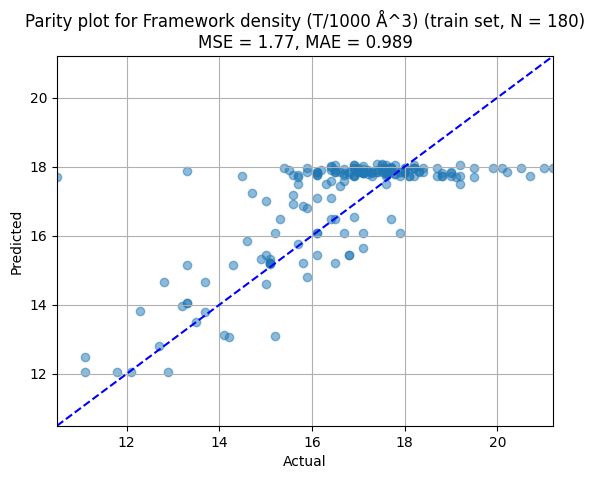 Parity plot for Framework density (T/1000 Å^3) (train set, N = 180)
MSE = 1.77, MAE = 0.989
20
18
16
14
12
Predicted
12 14 16 18 20
Actual